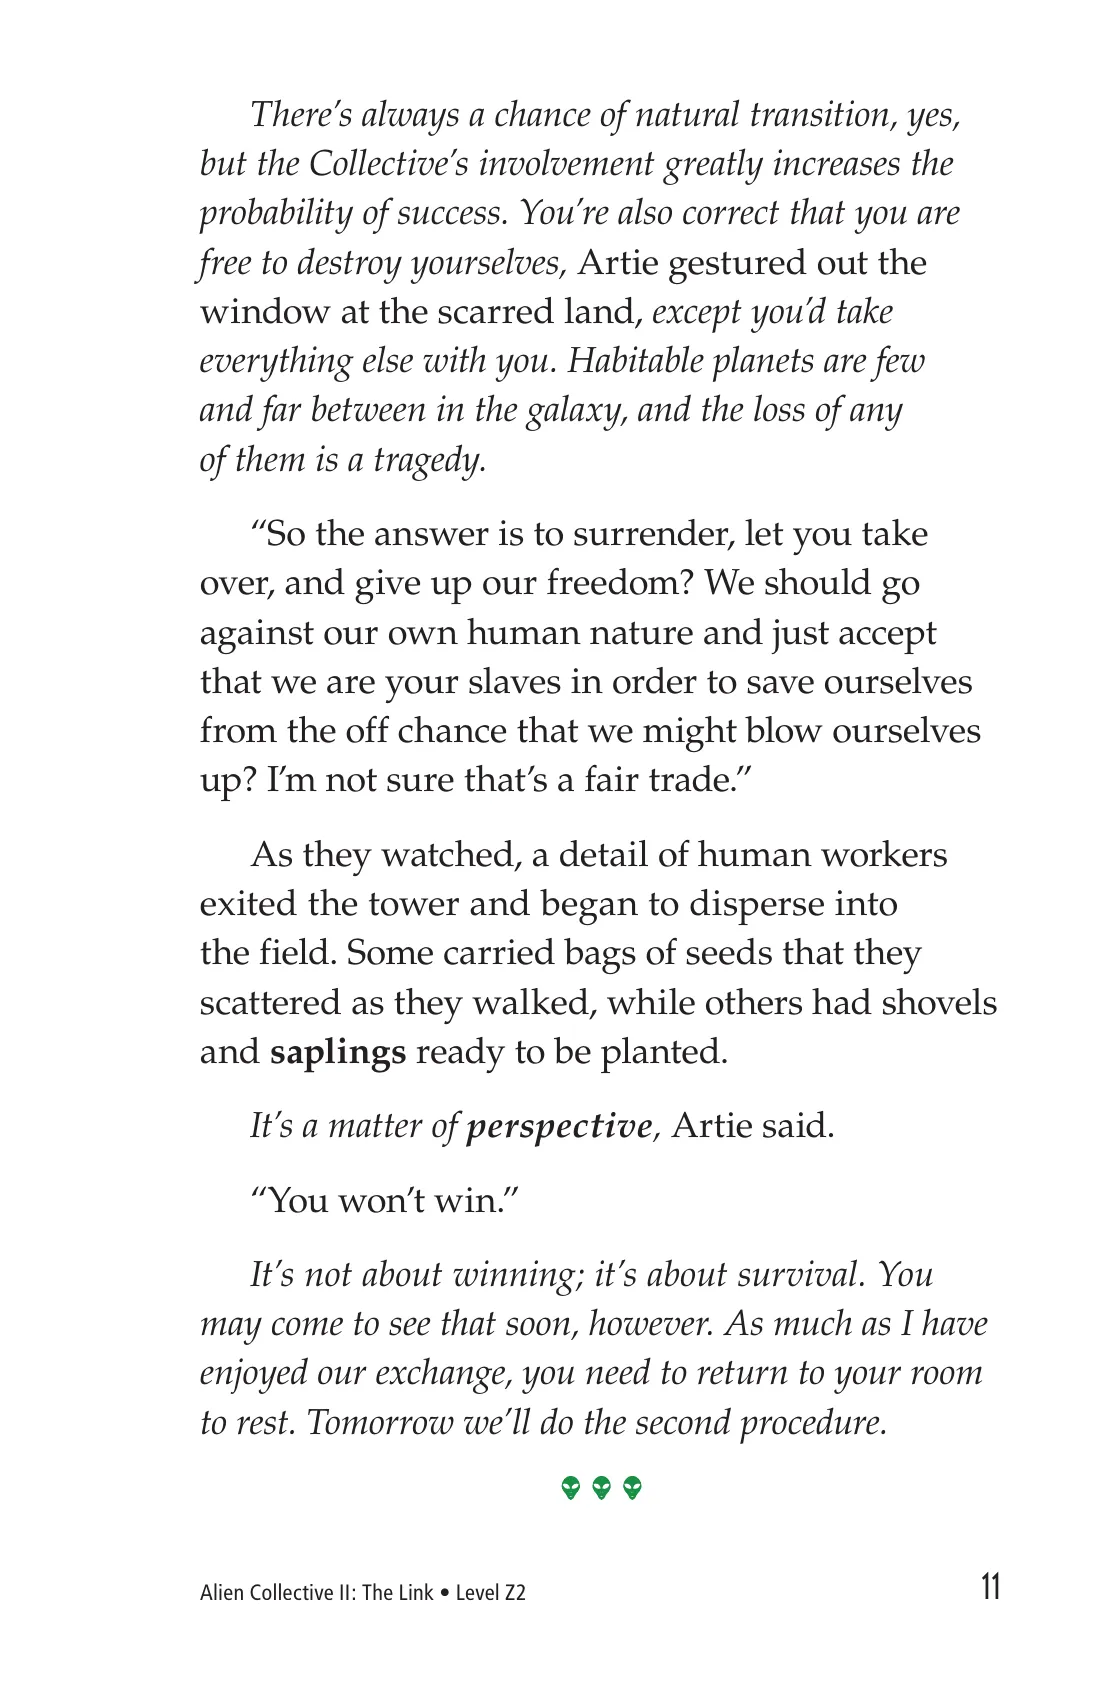 There’s always a chance of natural transition, yes,
but the Collective’s involvement greatly increases the
probability of success. You’re also correct that you are
free to destroy yourselves, Artie gestured out the
window at the scarred land, except you’d take
everything else with you. Habitable planets are few
and far between in the galaxy, and the loss of any
of them is a tragedy.
“So the answer is to surrender, let you take
over, and give up our freedom? We should go
against our own human nature and just accept
that we are your slaves in order to save ourselves
from the off chance that we might blow ourselves
up? I’m not sure that’s a fair trade.”
As they watched, a detail of human workers
exited the tower and began to disperse into
the field. Some carried bags of seeds that they
scattered as they walked, while others had shovels
and saplings ready to be planted.
It’s a matter of perspective, Artie said.
“You won’t win.”
It’s not about winning; it’s about survival. You
may come to see that soon, however. As much as I have
enjoyed our exchange, you need to return to your room
to rest. Tomorrow we’ll do the second procedure.
Alien Collective II: The Link • Level Z2 11